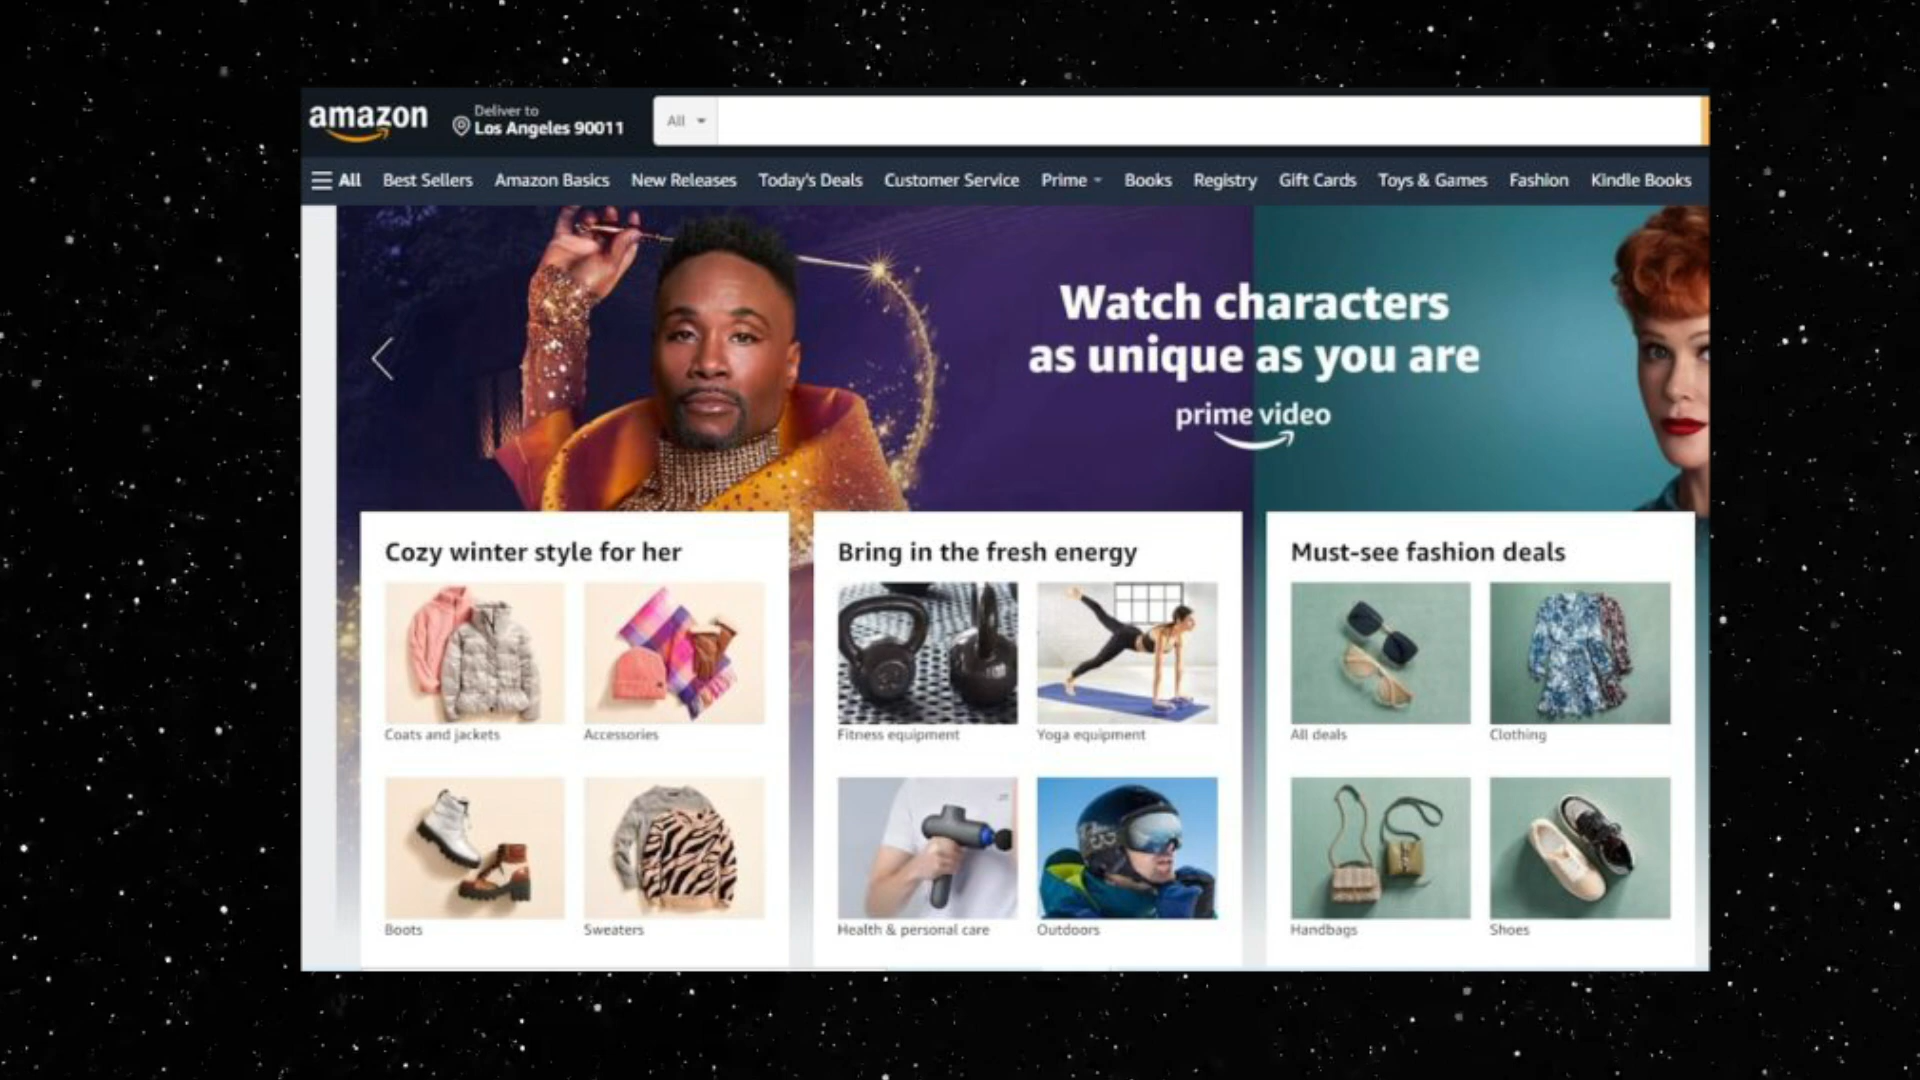 amazon
Deliver to
Los Angeles 90011
All
All Best Sellers Amazon Basics New Releases Today's Deals Customer Service Prime Books Registry Gift Cards Toys & Games Fashion Kindle Books
Watch characters
as unique as you are
prime video
Cozy winter style for her
Coats and jackets Accessories
Boots Sweaters
Bring in the fresh energy
Fitness equipment Yoga equipment
Health & personal care Outdoors
Must-see fashion deals
All deals Clothing
Handbags Shoes